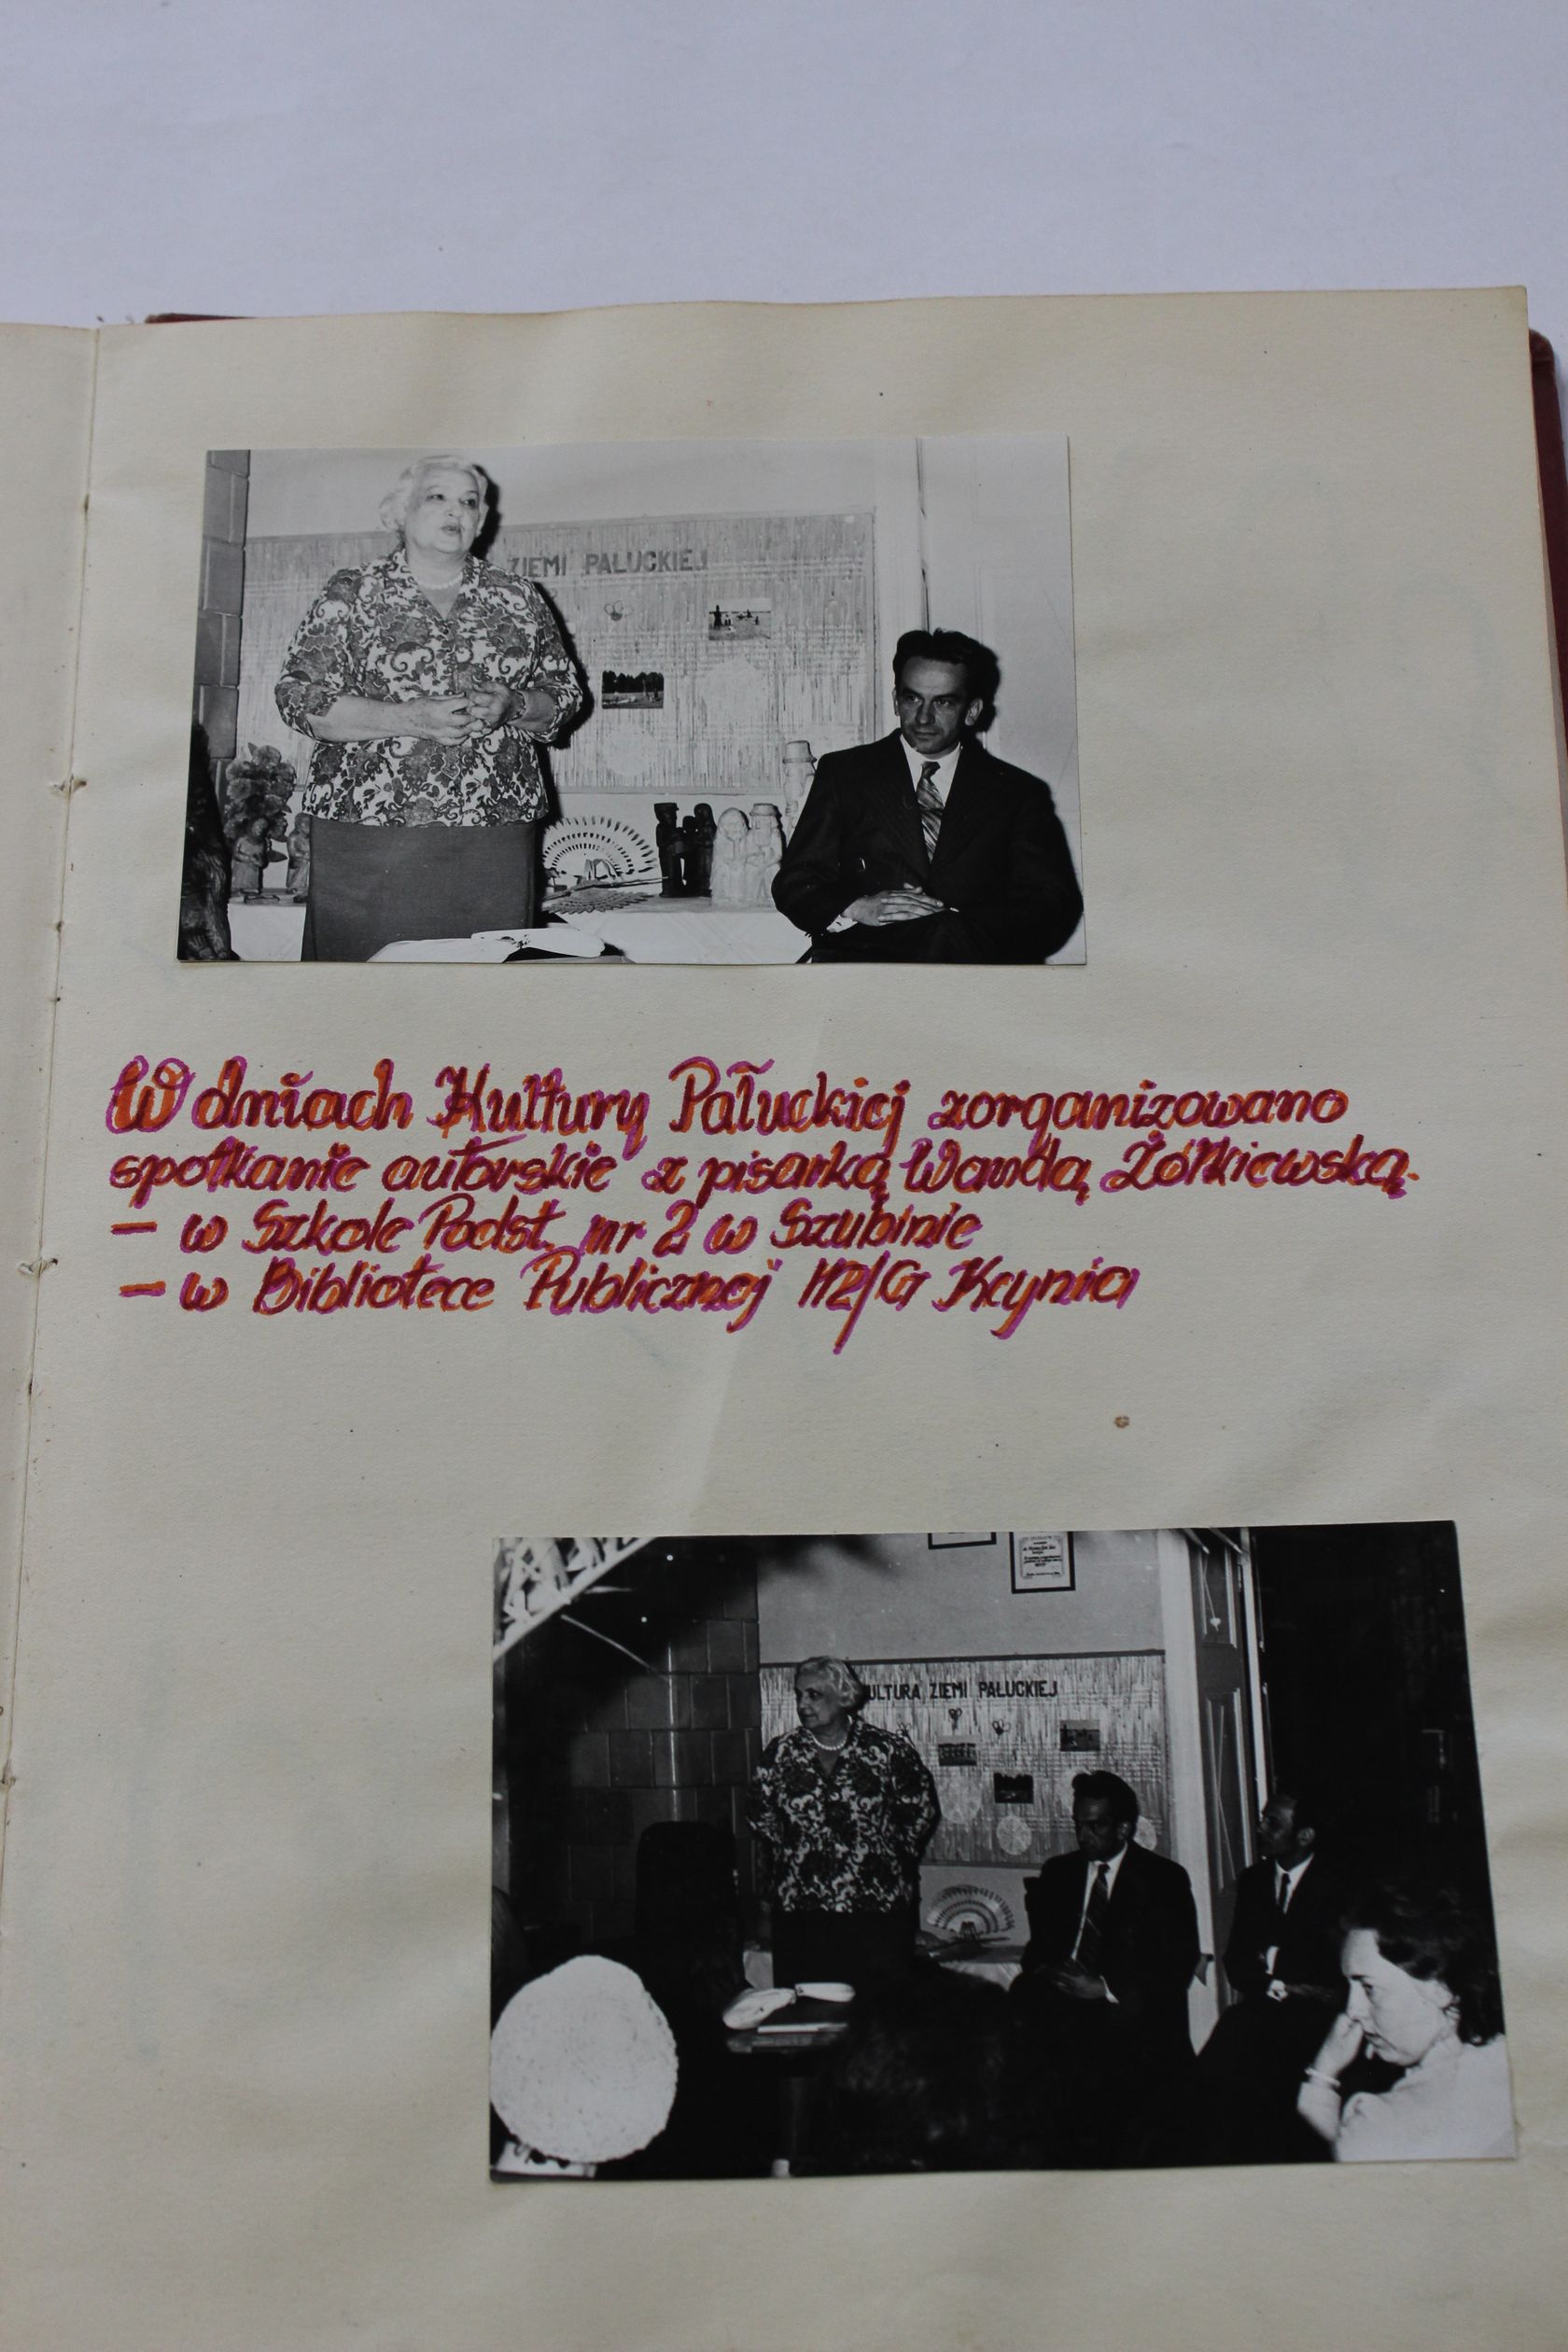 ZIEMI PAŁUCKIEJ
W dniach Kultury Pałuckiej zorganizowano
spotkanie autorskie z pisarką Wandą Żółkiewską.
— w Szkole Podst. nr 2 w Szubinie
— w Bibliotece Publicznej M/G Kcynia
ULTURA ZIEMI PAŁUCKIEJ